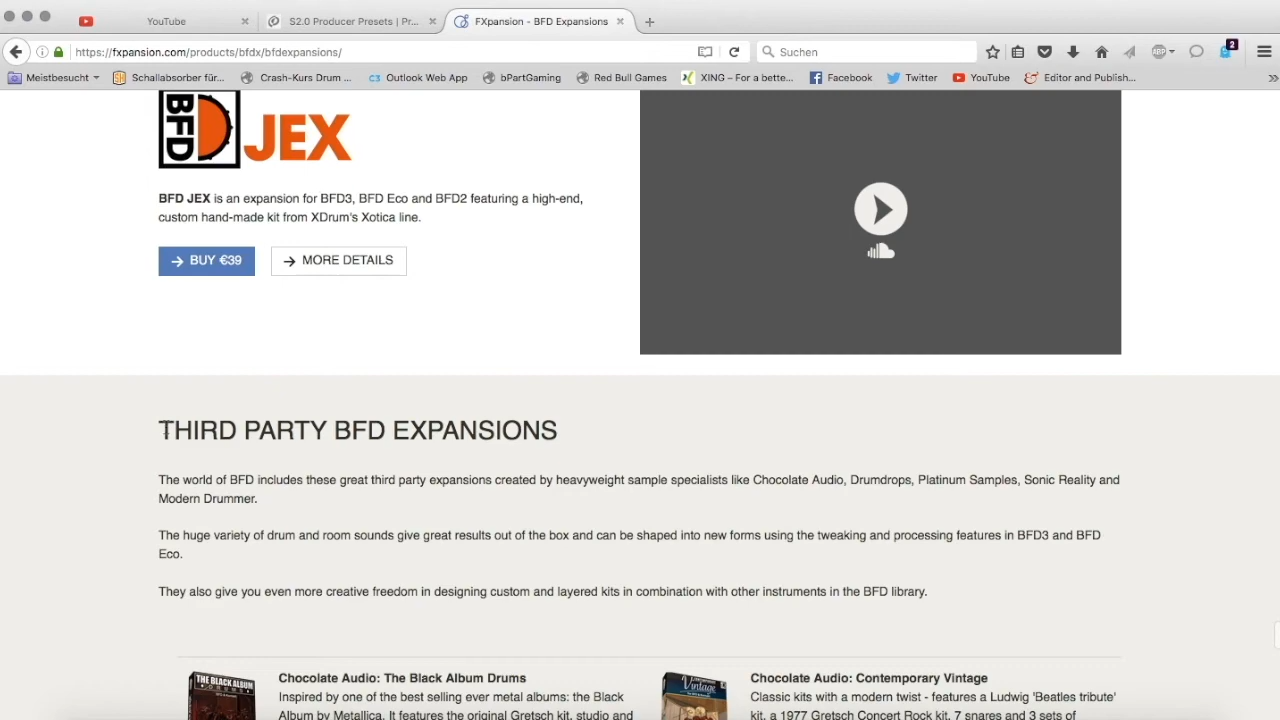 YouTube
S2.0 Producer Presets | Pr...
FXpansion - BFD Expansions
https://fxpansion.com/products/bfdx/bfdexpansions/
Suchen
2
Meistbesucht
Schallabsorber für...
Crash-Kurs Drum ...
Outlook Web App
bPartGaming
Red Bull Games
XING – For a bette...
Facebook
Twitter
YouTube
Editor and Publish...
BFD JEX
BFD JEX is an expansion for BFD3, BFD Eco and BFD2 featuring a high-end,
custom hand-made kit from XDrum's Xotica line.
BUY €39
MORE DETAILS
THIRD PARTY BFD EXPANSIONS
The world of BFD includes these great third party expansions created by heavyweight sample specialists like Chocolate Audio, Drumdrops, Platinum Samples, Sonic Reality and
Modern Drummer.
The huge variety of drum and room sounds give great results out of the box and can be shaped into new forms using the tweaking and processing features in BFD3 and BFD
Eco.
They also give you even more creative freedom in designing custom and layered kits in combination with other instruments in the BFD library.
THE BLACK ALBUM
Chocolate Audio: The Black Album Drums
Inspired by one of the best selling ever metal albums: the Black
Album by Metallica. It features the original Gretsch kit, studio and
Vintage
Chocolate Audio: Contemporary Vintage
Classic kits with a modern twist - features a Ludwig 'Beatles tribute'
kit, a 1977 Gretsch Concert Rock kit, 7 snares and 3 sets of